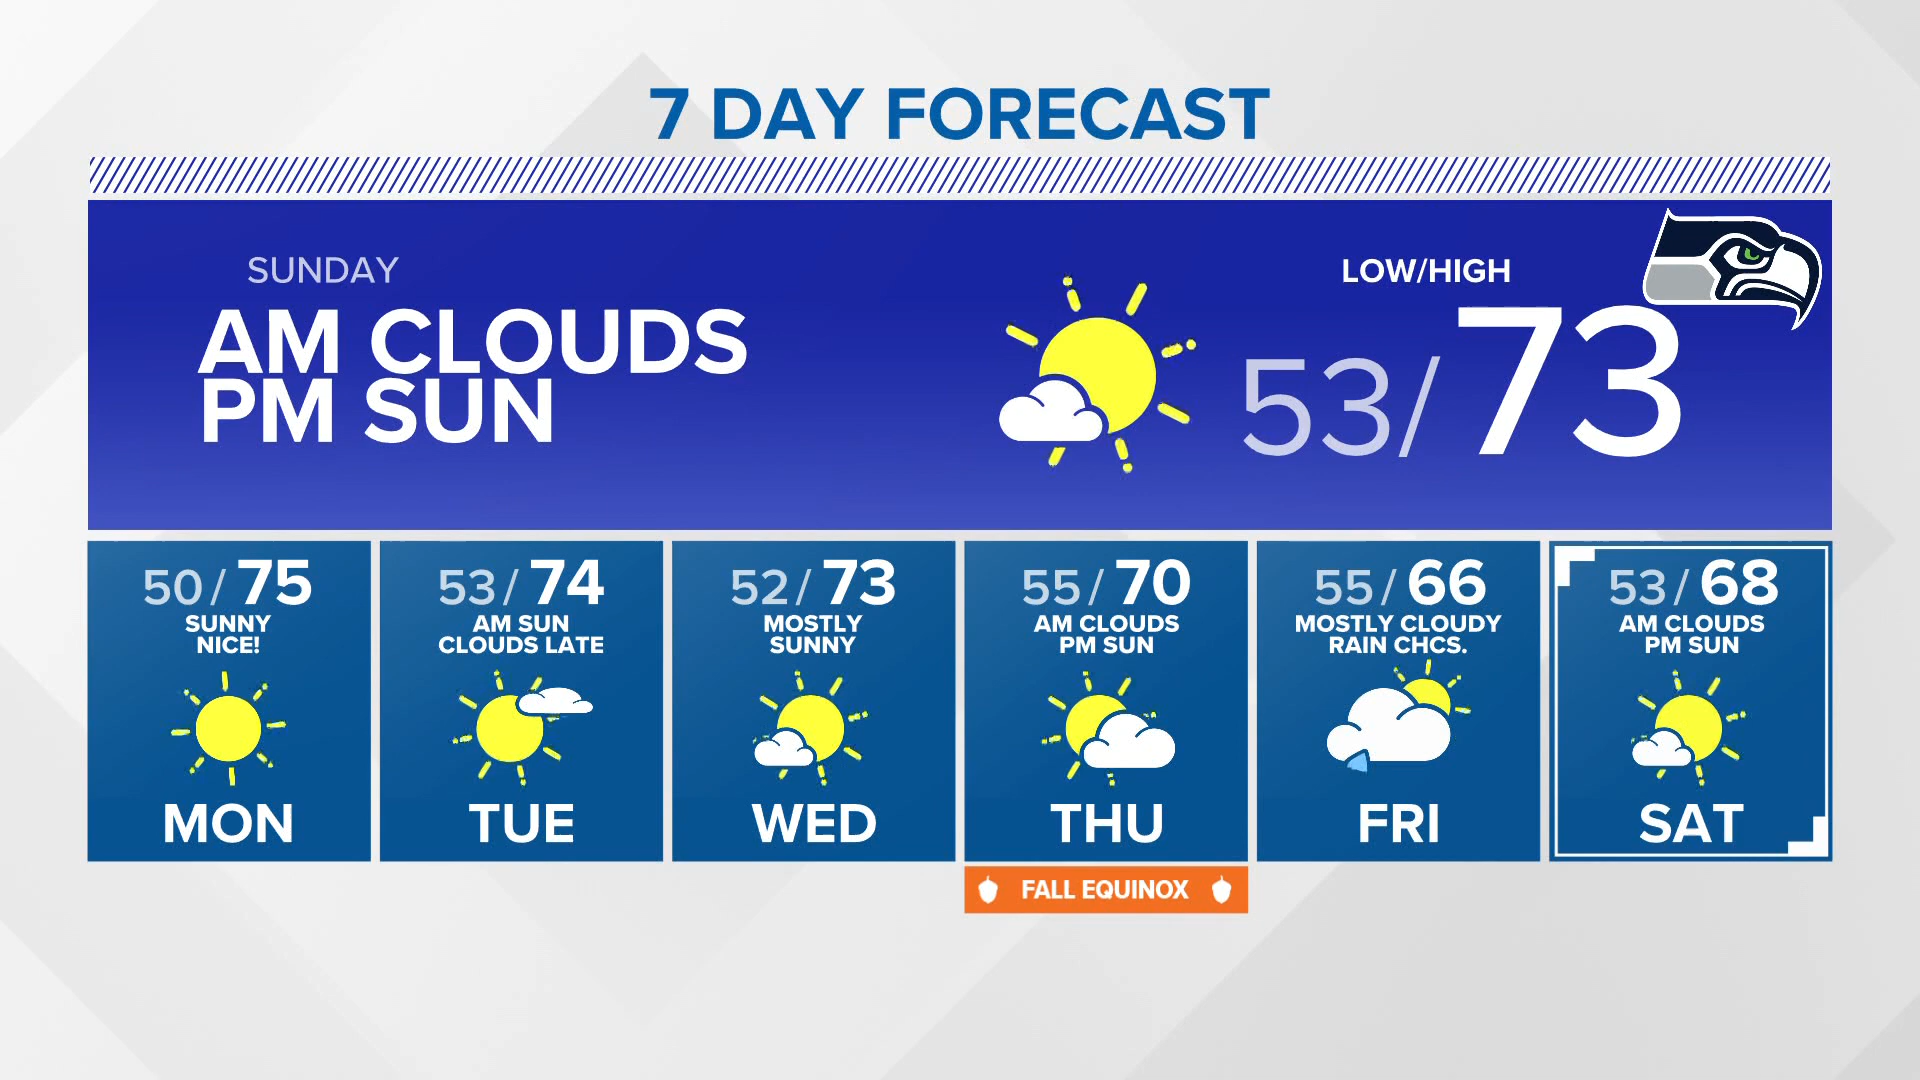 7 DAY FORECAST
SUNDAY
AM CLOUDS
PM SUN
LOW/HIGH
53/73
50/75
SUNNY
NICE!
MON
53/74
AM SUN
CLOUDS LATE
TUE
52/73
MOSTLY
SUNNY
WED
55/70
AM CLOUDS
PM SUN
THU
FALL EQUINOX
55/66
MOSTLY CLOUDY
RAIN CHCS.
FRI
53/68
AM CLOUDS
PM SUN
SAT